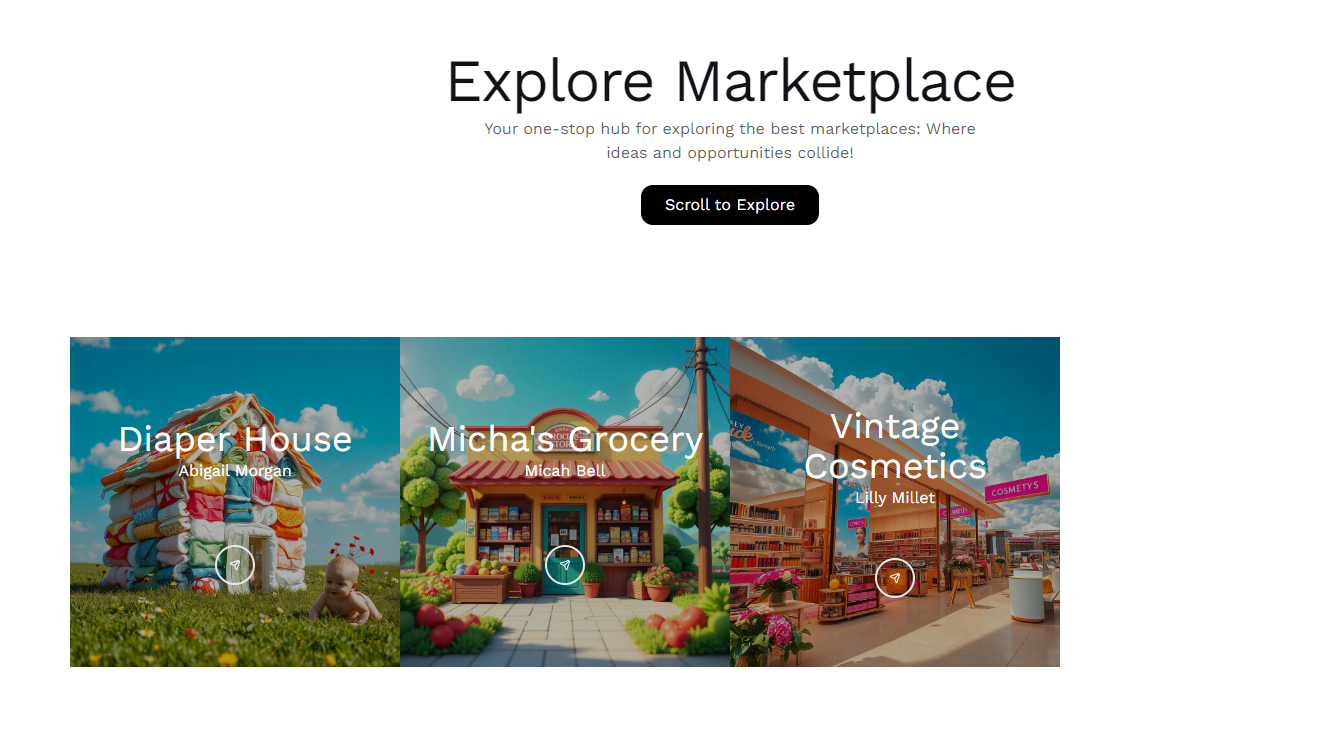 Explore Marketplace
Your one-stop hub for exploring the best marketplaces: Where
ideas and opportunities collide!
Scroll to Explore
Diaper House
Abigail Morgan
Micha's Grocery
Micah Bell
Vintage
Cosmetics
Lilly Millet
COSMETYS